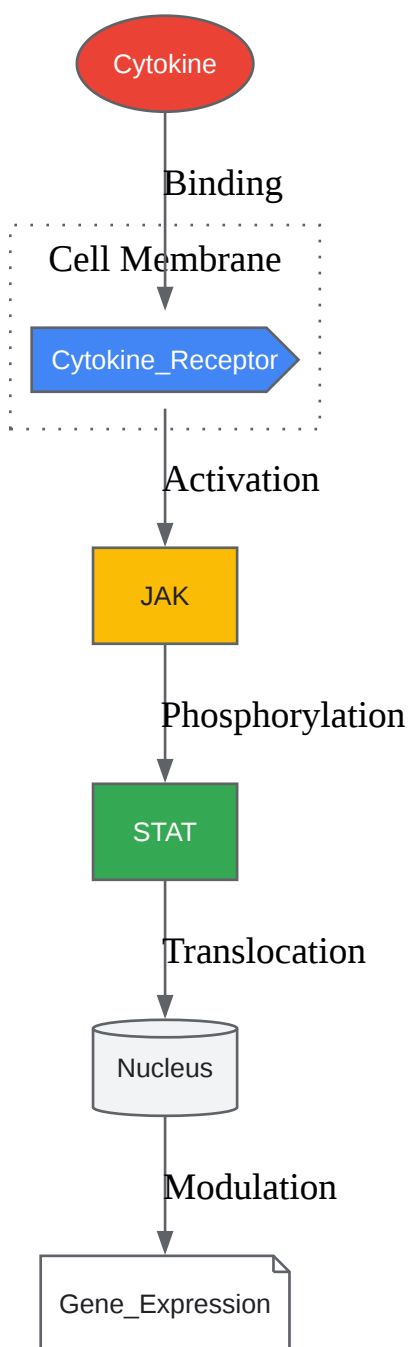 Cytokine
Binding
Cell Membrane
Cytokine_Receptor
Activation
JAK
Phosphorylation
STAT
Translocation
Nucleus
Modulation
Gene_Expression